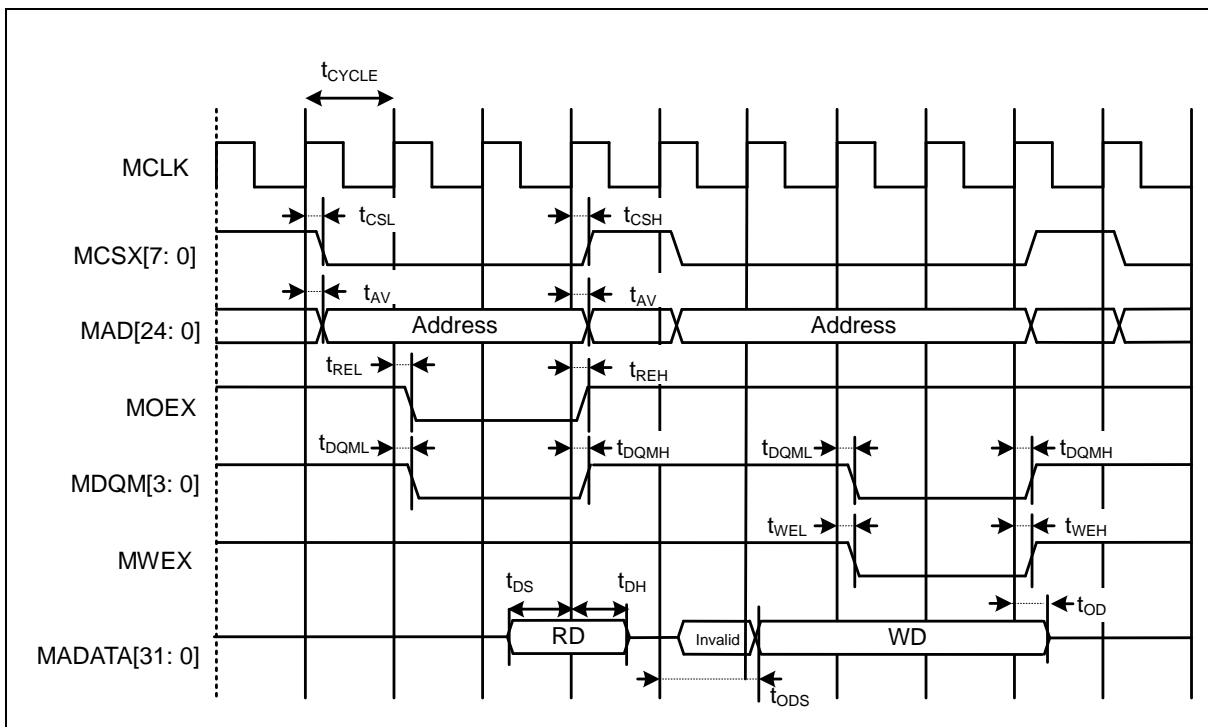 tCYCLE
MCLK
tCSL tCSH
MCSX[7: 0]
tAV tAV
MAD[24: 0] Address Address
tREL tREH
MOEX
tDQML tDQMH tDQML tDQMH
MDQM[3: 0]
tWEL tWEH
MWEX
tDS tDH
tOD
RD Invalid WD
MADATA[31: 0]
tODS